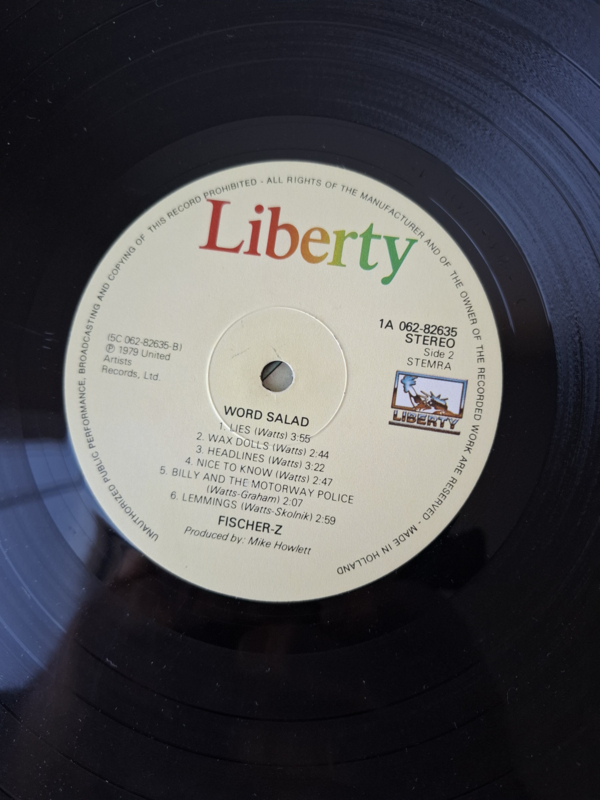 UNAUTHORIZED PUBLIC PERFORMANCE, BROADCASTING AND COPYING OF THIS RECORD PROHIBITED - ALL RIGHTS OF THE MANUFACTURER AND OF THE OWNER OF THE RECORDED WORK ARE RESERVED - MADE IN HOLLAND
Liberty
1A 062-82635
STEREO
Side 2
STEMRA
(5C 062-82635-B)
℗ 1979 United
Artists
Records, Ltd.
LIBERTY
WORD SALAD
1. LIES (Watts) 3:55
2. WAX DOLLS (Watts) 2:44
3. HEADLINES (Watts) 3:22
4. NICE TO KNOW (Watts) 2:47
5. BILLY AND THE MOTORWAY POLICE
(Watts-Graham) 2:07
6. LEMMINGS (Watts-Skolnik) 2:59
FISCHER-Z
Produced by: Mike Howlett